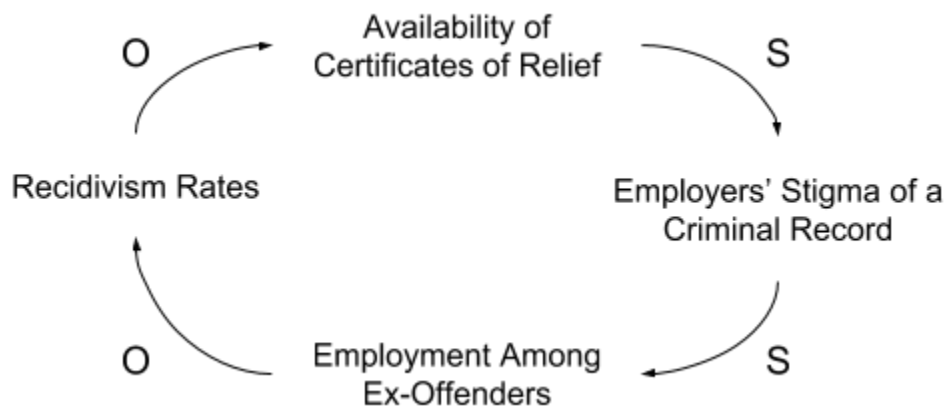 O
Availability of
Certificates of Relief
S
Recidivism Rates
Employers' Stigma of a
Criminal Record
O
Employment Among
Ex-Offenders
S